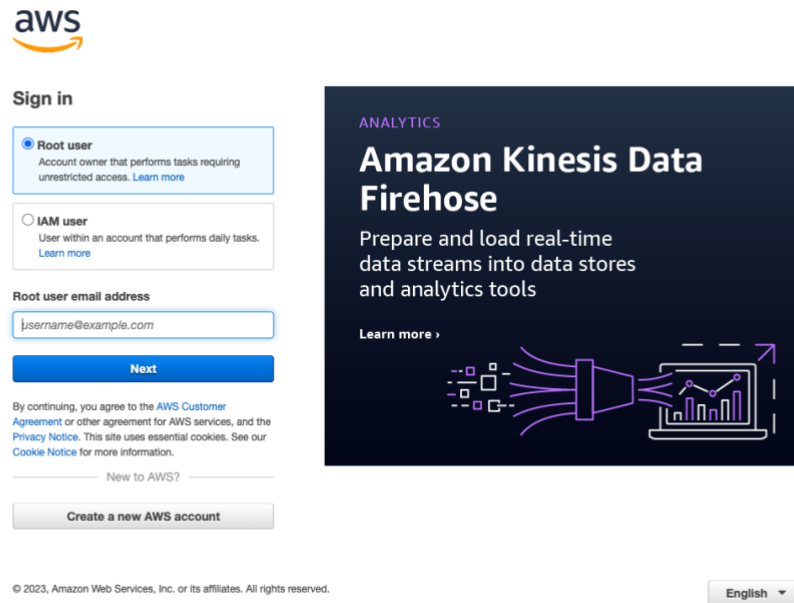 aws
Sign in
Root user
Account owner that performs tasks requiring
unrestricted access. Learn more
IAM user
User within an account that performs daily tasks.
Learn more
Root user email address
username@example.com
Next
By continuing, you agree to the AWS Customer
Agreement or other agreement for AWS services, and the
Privacy Notice. This site uses essential cookies. See our
Cookie Notice for more information.
New to AWS?
Create a new AWS account
ANALYTICS
Amazon Kinesis Data
Firehose
Prepare and load real-time
data streams into data stores
and analytics tools
Learn more ›
© 2023, Amazon Web Services, Inc. or its affiliates. All rights reserved.
English